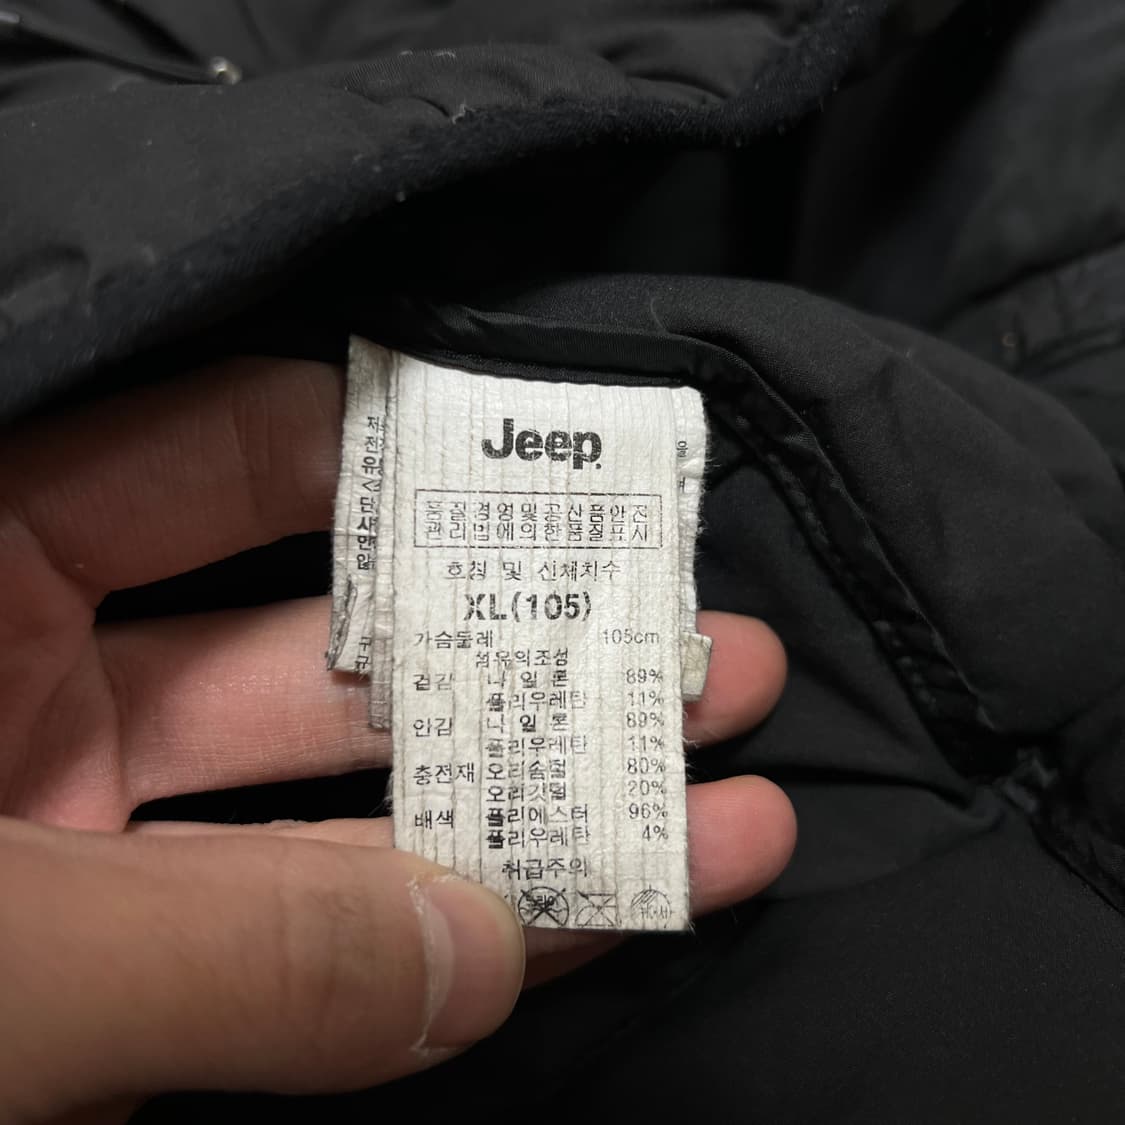 Jeep
품질경영및공산품안전
관리법에의한품질표시
호칭 및 신체치수
XL(105)
가슴둘레 105cm
섬유의조성
겉감 나 일 론 89%
폴리우레탄 11%
안감 나 일 론 89%
폴리우레탄 11%
충전재 오리솜털 80%
오리깃털 20%
배색 폴리에스터 96%
폴리우레탄 4%
취급주의
드라이